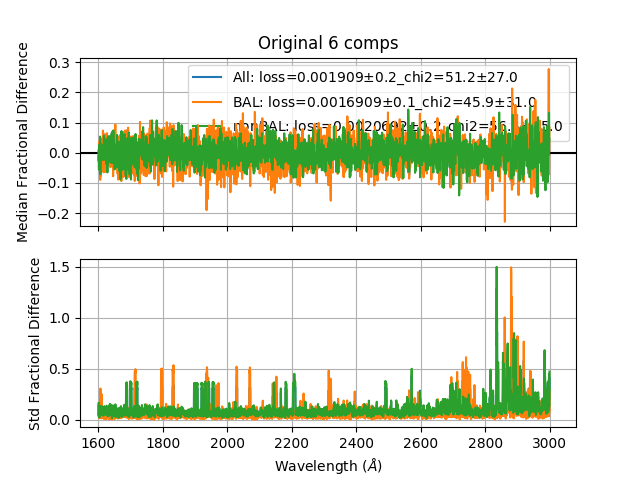 Original 6 comps
Median Fractional Difference
0.3
0.2
0.1
0.0
−0.1
−0.2
All: loss=0.001909±0.2_chi2=51.2±27.0
BAL: loss=0.0016909±0.1_chi2=45.9±31.0
Std Fractional Difference
1.5
1.0
0.5
0.0
1600 1800 2000 2200 2400 2600 2800 3000
Wavelength (Å)